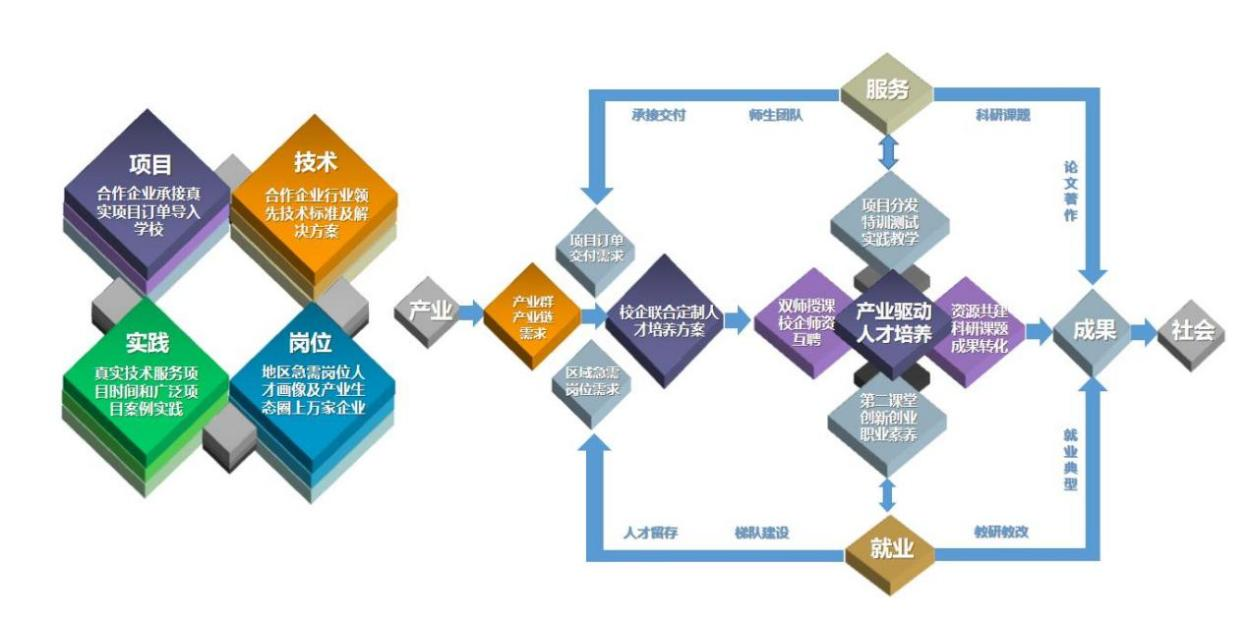 项目
合作企业承接真
实项目订单导入
学校
技术
合作企业行业领
先技术标准及解
决方案
实践
真实技术服务项
目时间和广泛项
目案例实践
岗位
地区急需岗位人
才画像及产业生
态圈上万家企业
产业
产业群
产业链
需求
项目订单
交付需求
区域急需
岗位需求
校企联合定制人
才培养方案
双师授课
校企师资
互聘
产业驱动
人才培养
资源共建
科研课题
成果转化
项目分发
特训测试
实践教学
第二课堂
创新创业
职业素养
服务
承接交付
师生团队
科研课题
论文著作
就业
人才留存
梯队建设
教研教改
就业典型
成果
社会